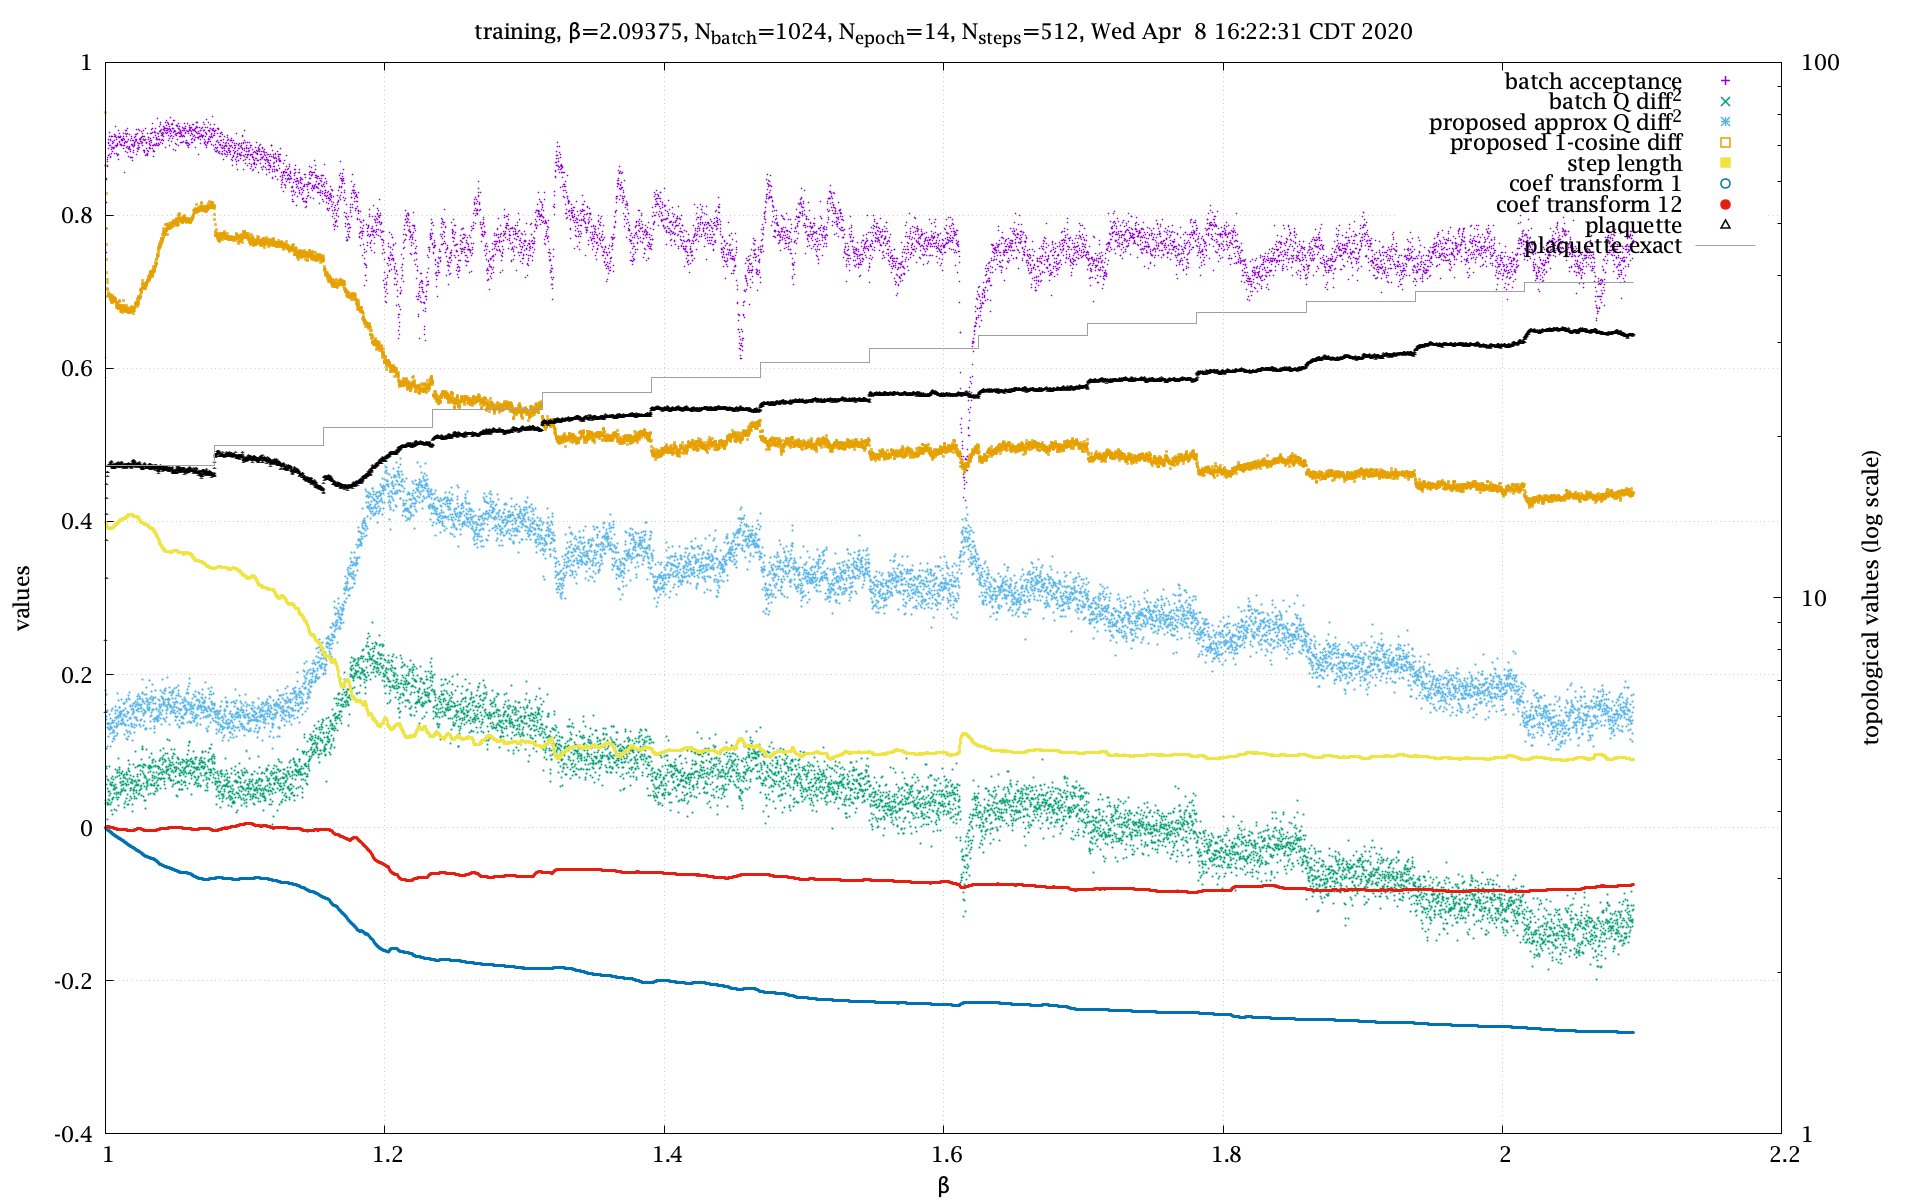 training, β=2.09375, Nbatch=1024, Nepoch=14, Nsteps=512, Wed Apr  8 16:22:31 CDT 2020
batch acceptance
batch Q diff²
proposed approx Q diff²
proposed 1-cosine diff
step length
coef transform 1
coef transform 12
plaquette
plaquette exact
1
0.8
0.6
0.4
0.2
0
-0.2
-0.4
values
100
10
1
topological values (log scale)
1
1.2
1.4
1.6
1.8
2
2.2
β